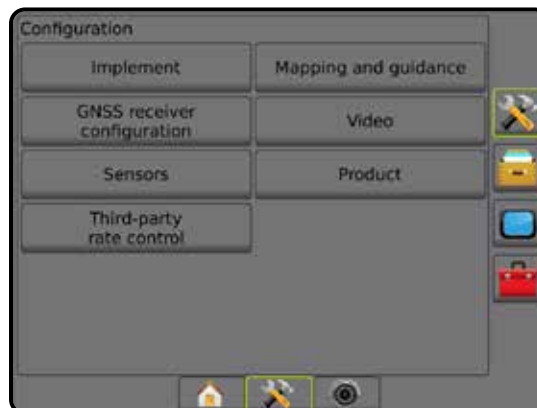 Configuration
Implement
Mapping and guidance
GNSS receiver
configuration
Video
Sensors
Product
Third-party
rate control